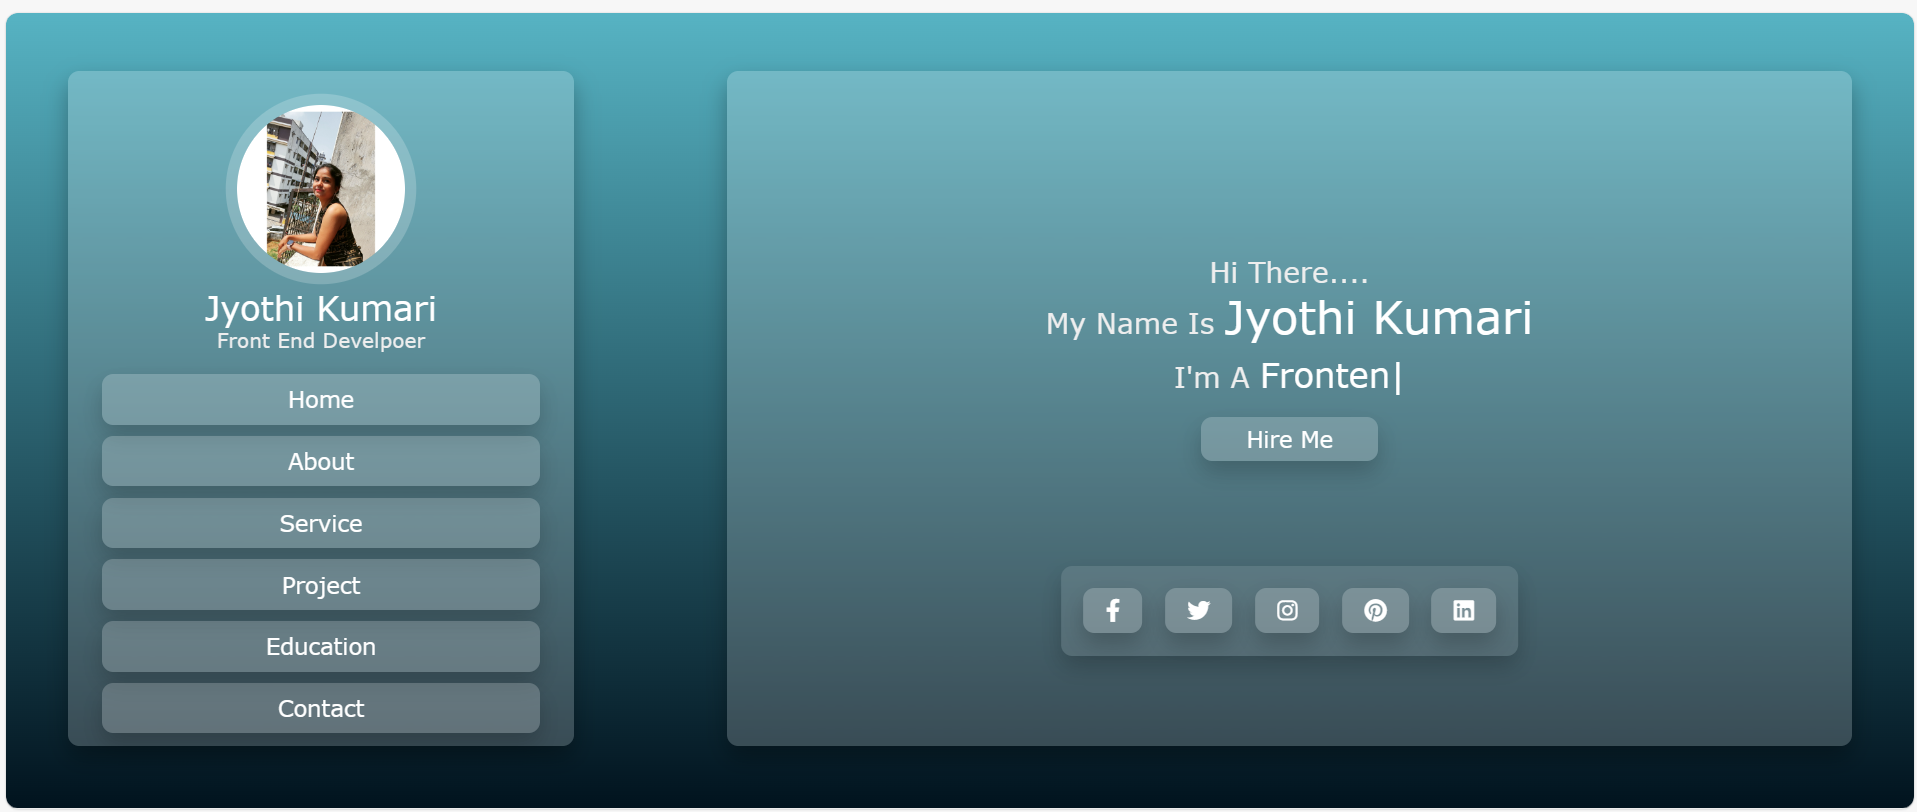 Jyothi Kumari
Front End Develpoer
Home
About
Service
Project
Education
Contact
Hi There....
My Name Is Jyothi Kumari
I'm A Fronten|
Hire Me